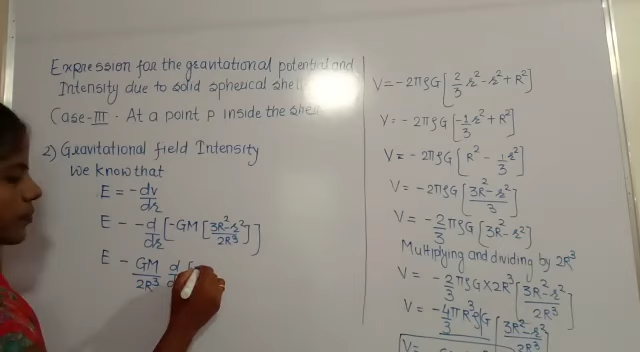 Expression for the gravtational potential and
Intensity due to solid spherical shell
Case-III - At a point p inside the shell
2) Gravitational field Intensity
We know that
E = -dv/dr
E - -d/dr [-GM [3R²-r²/2R³]]
E - GM/2R³ d/d [
V = -2πρG [2/3 r² - r² + R²]
V = -2πρG [-1/3 r² + R²]
V = -2πρG [R² - 1/3 r²]
V = -2πρG [3R²-r²/3]
V = -2/3 πρG [3R²-r²]
Multiplying and dividing by 2R³
V = -2/3 πρG × 2R³ [3R²-r²/2R³]
V = -4πR³ρG/3 [3R²-r²/2R³]
V =